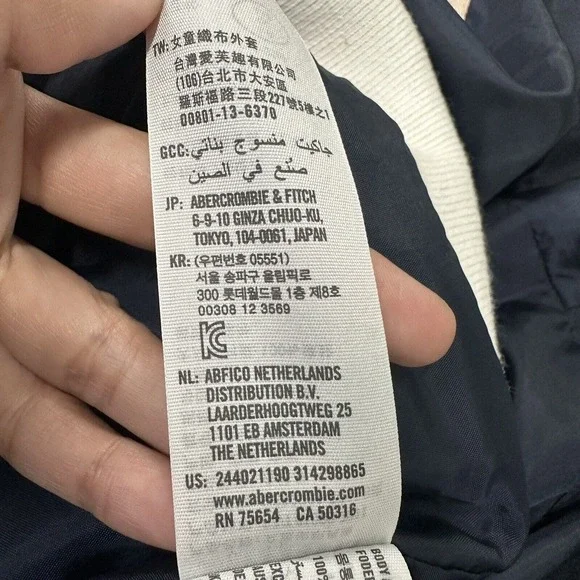 TW: 女童織布外套
台灣愛芙趣有限公司
(106)台北市大安區
羅斯福路三段227號5樓之1
00801-13-6370
GCC: جاكيت منسوج بناتي
صنع في الصين
JP: ABERCROMBIE & FITCH
6-9-10 GINZA CHUO-KU,
TOKYO, 104-0061, JAPAN
KR: (우편번호 05551)
서울 송파구 올림픽로
300 롯데월드몰 1층 제8호
00308 12 3569
NL: ABFICO NETHERLANDS
DISTRIBUTION B.V.
LAARDERHOOGTWEG 25
1101 EB AMSTERDAM
THE NETHERLANDS
US: 244021190 314298865
www.abercrombie.com
RN 75654 CA 50316
BODY
100%